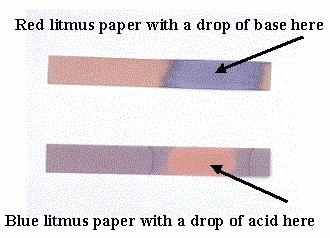 Red litmus paper with a drop of base here
Blue litmus paper with a drop of acid here